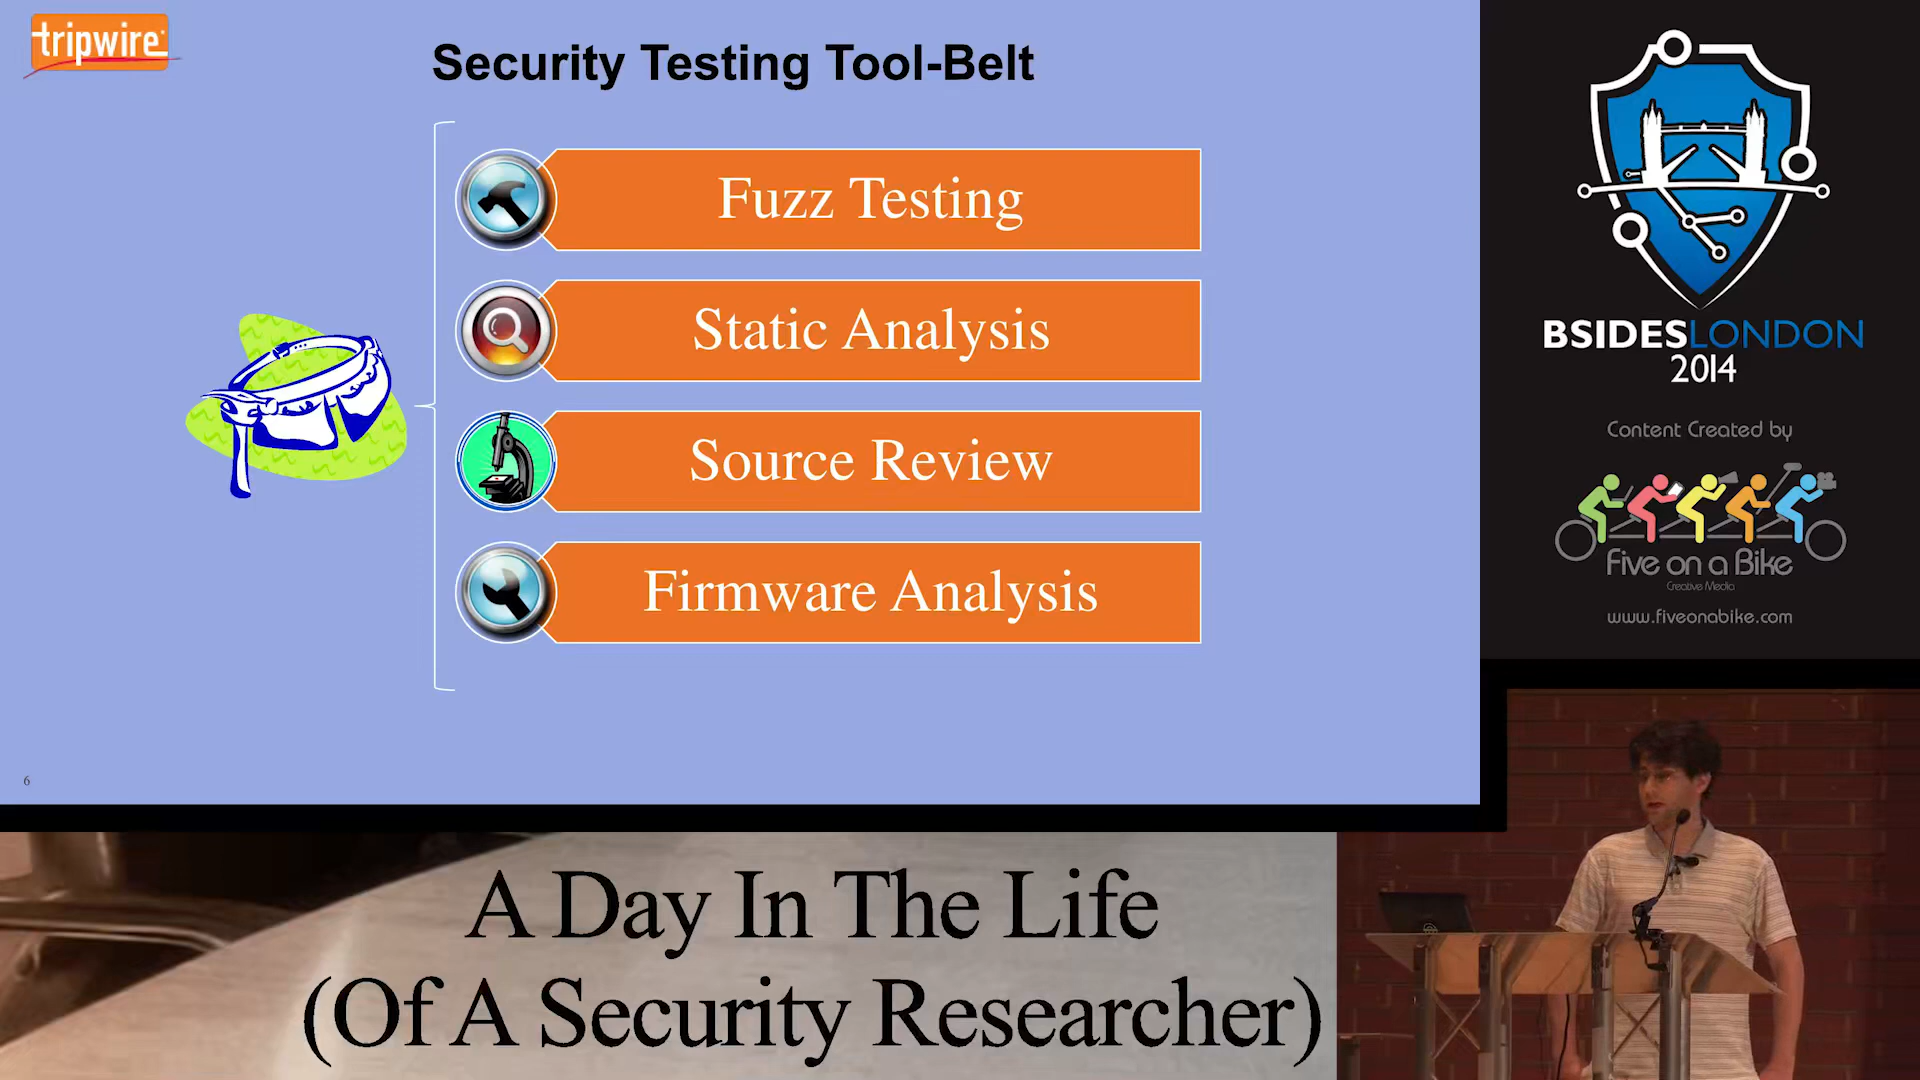 tripwire
Security Testing Tool-Belt
Fuzz Testing
Static Analysis
Source Review
Firmware Analysis
6
BSIDESLONDON
2014
Content Created by
Five on a Bike
Creative Media
www.fiveonabike.com
A Day In The Life
(Of A Security Researcher)